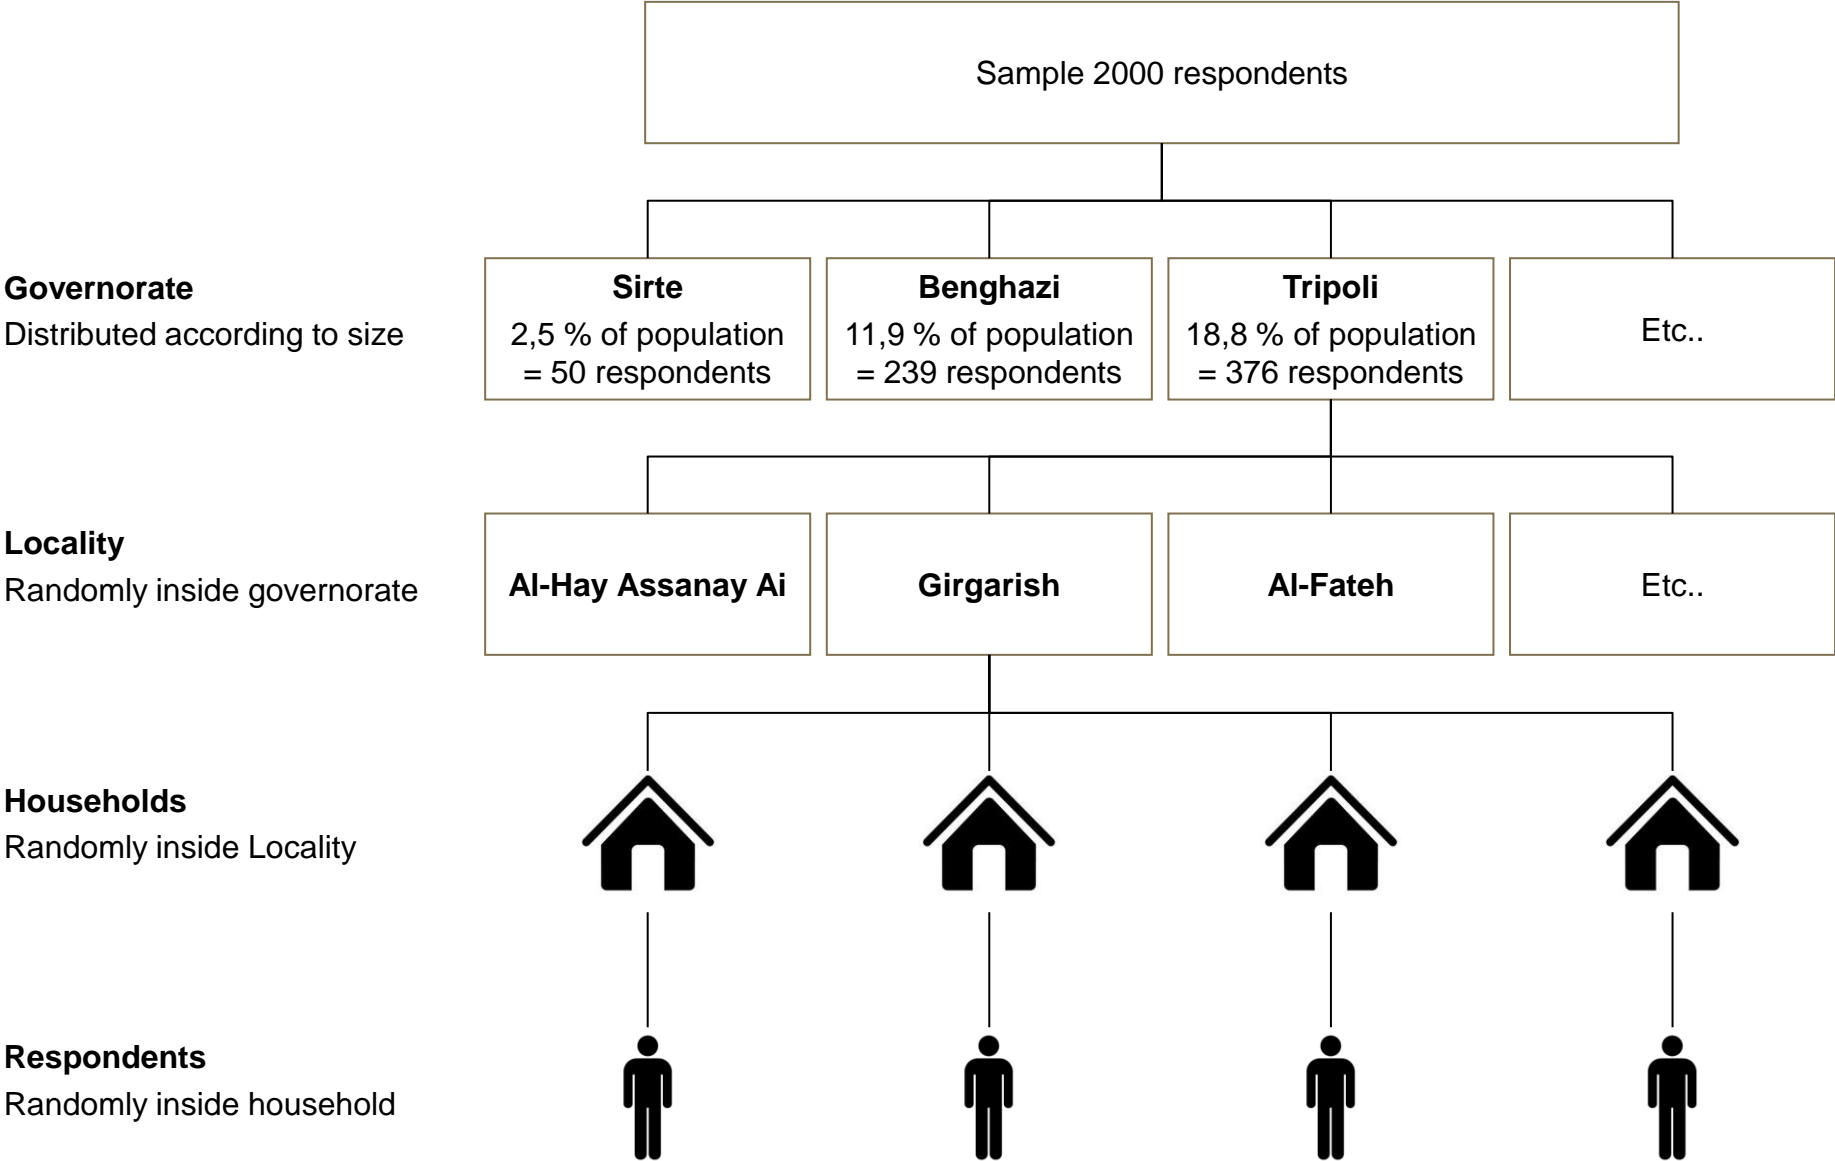 Sample 2000 respondents
Governorate
Distributed according to size
Sirte
2,5 % of population
= 50 respondents
Benghazi
11,9 % of population
= 239 respondents
Tripoli
18,8 % of population
= 376 respondents
Etc..
Locality
Randomly inside governorate
Al-Hay Assanay Ai
Girgarish
Al-Fateh
Etc..
Households
Randomly inside Locality
Respondents
Randomly inside household